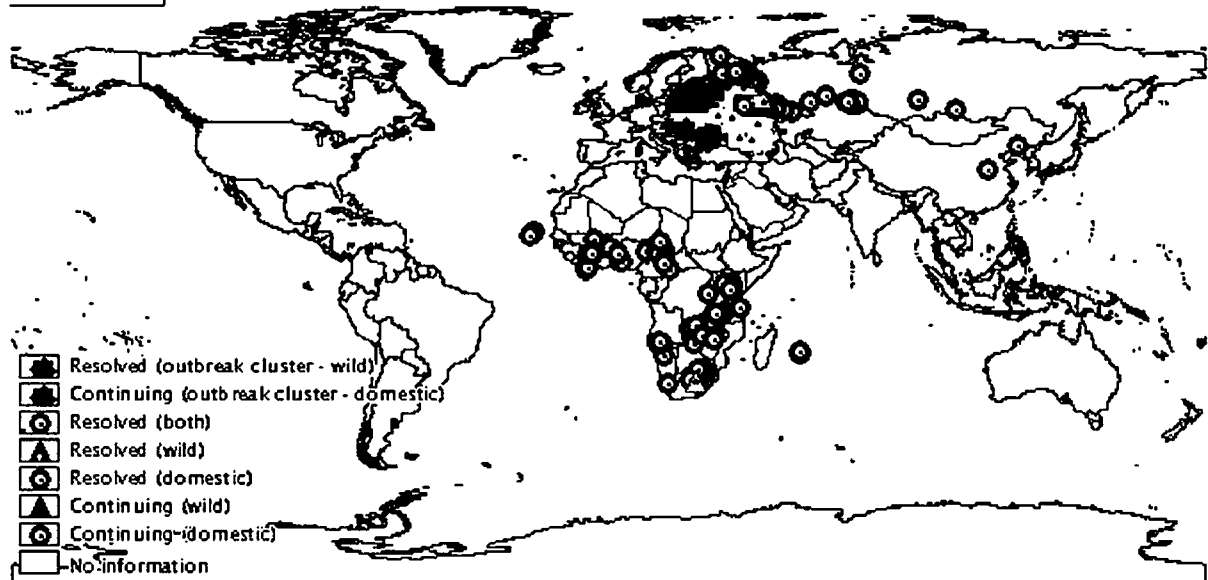 Resolved (outbreak cluster - wild)
Continuing (outbreak cluster - domestic)
Resolved (both)
Resolved (wild)
Resolved (domestic)
Continuing (wild)
Continuing (domestic)
No information